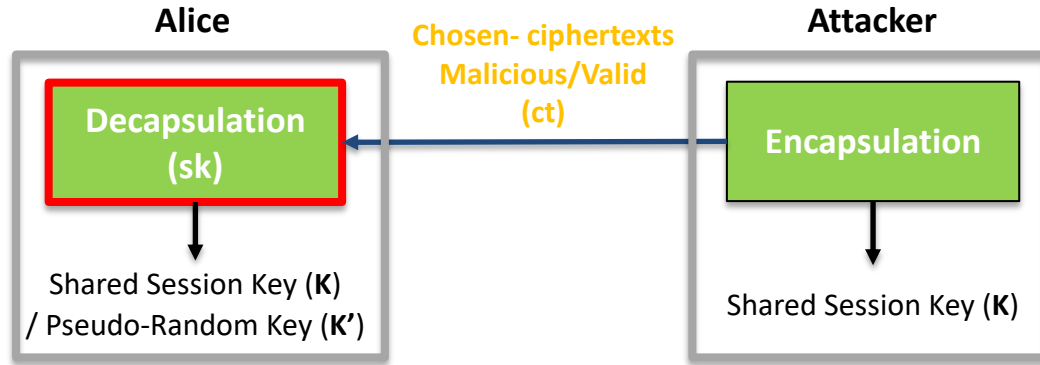 Alice
Attacker
Chosen- ciphertexts
Malicious/Valid
(ct)
Decapsulation
(sk)
Encapsulation
Shared Session Key (K)
/ Pseudo-Random Key (K’)
Shared Session Key (K)